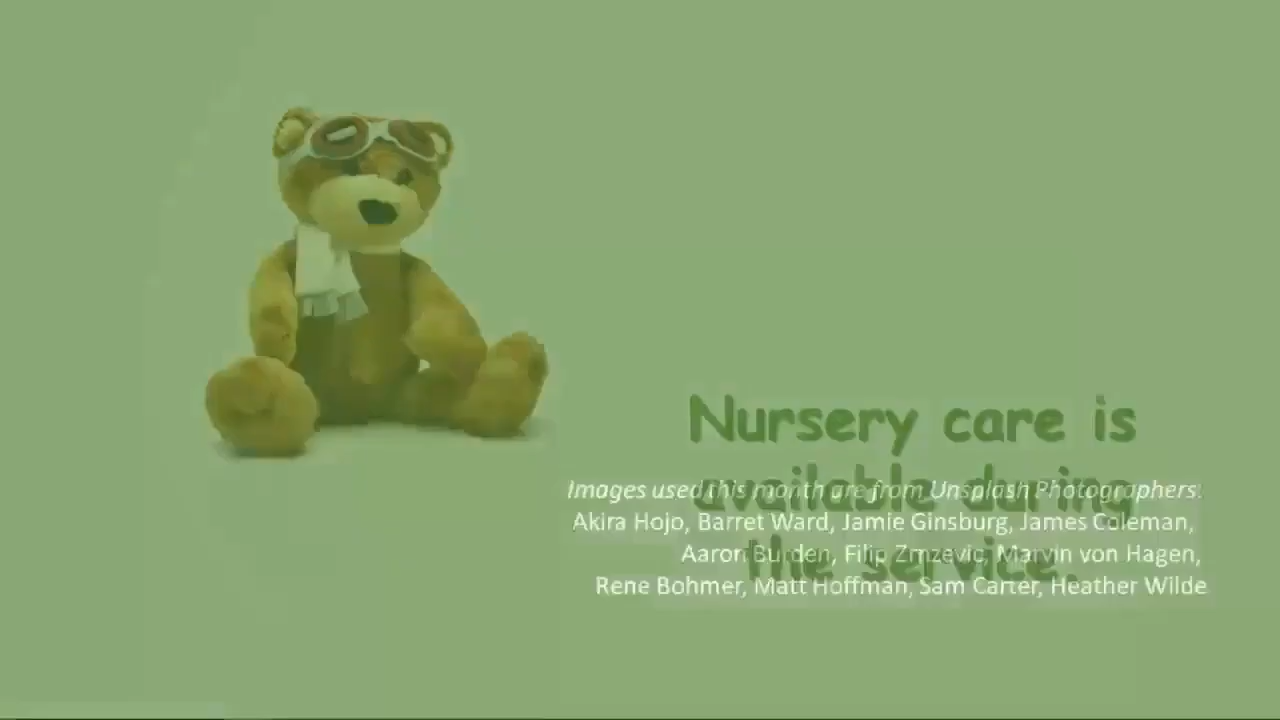 Nursery care is
available during
the service.
Images used this month are from Unsplash Photographers:
Akira Hojo, Barret Ward, Jamie Ginsburg, James Coleman,
Aaron Burden, Filip Zrnzevic, Marvin von Hagen,
Rene Bohmer, Matt Hoffman, Sam Carter, Heather Wilde